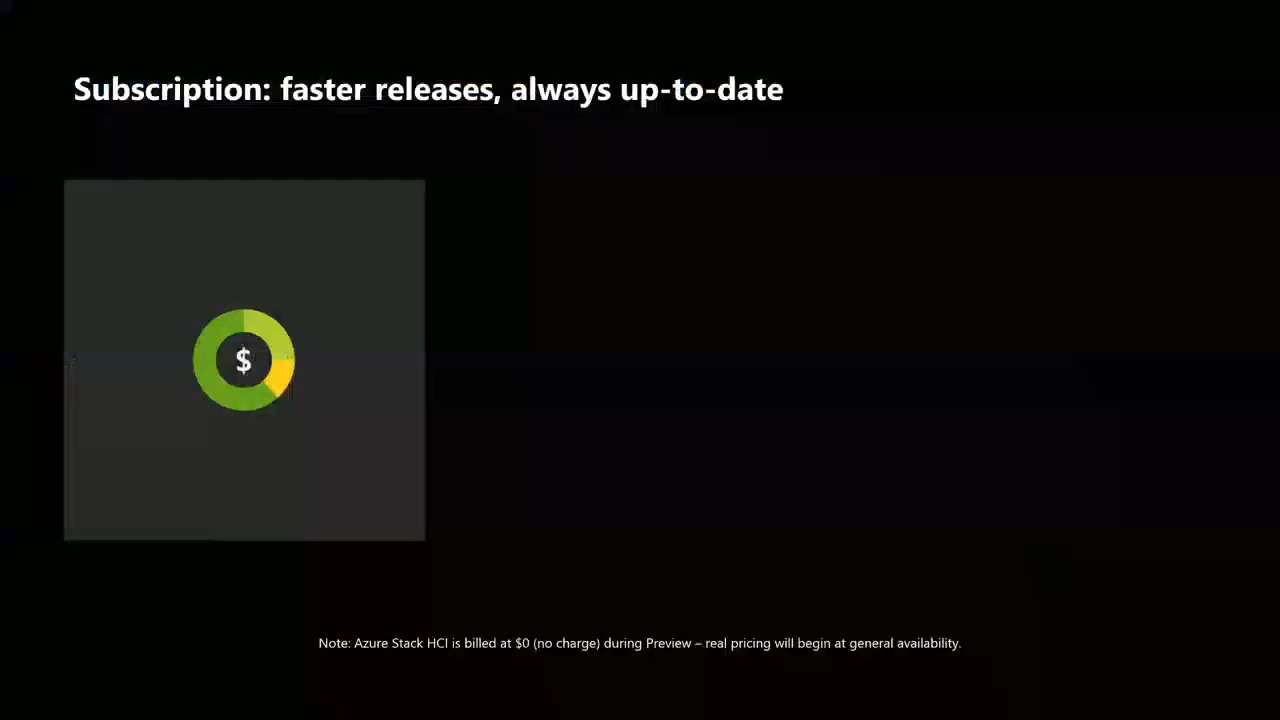 Subscription: faster releases, always up-to-date
$
Note: Azure Stack HCI is billed at $0 (no charge) during Preview – real pricing will begin at general availability.